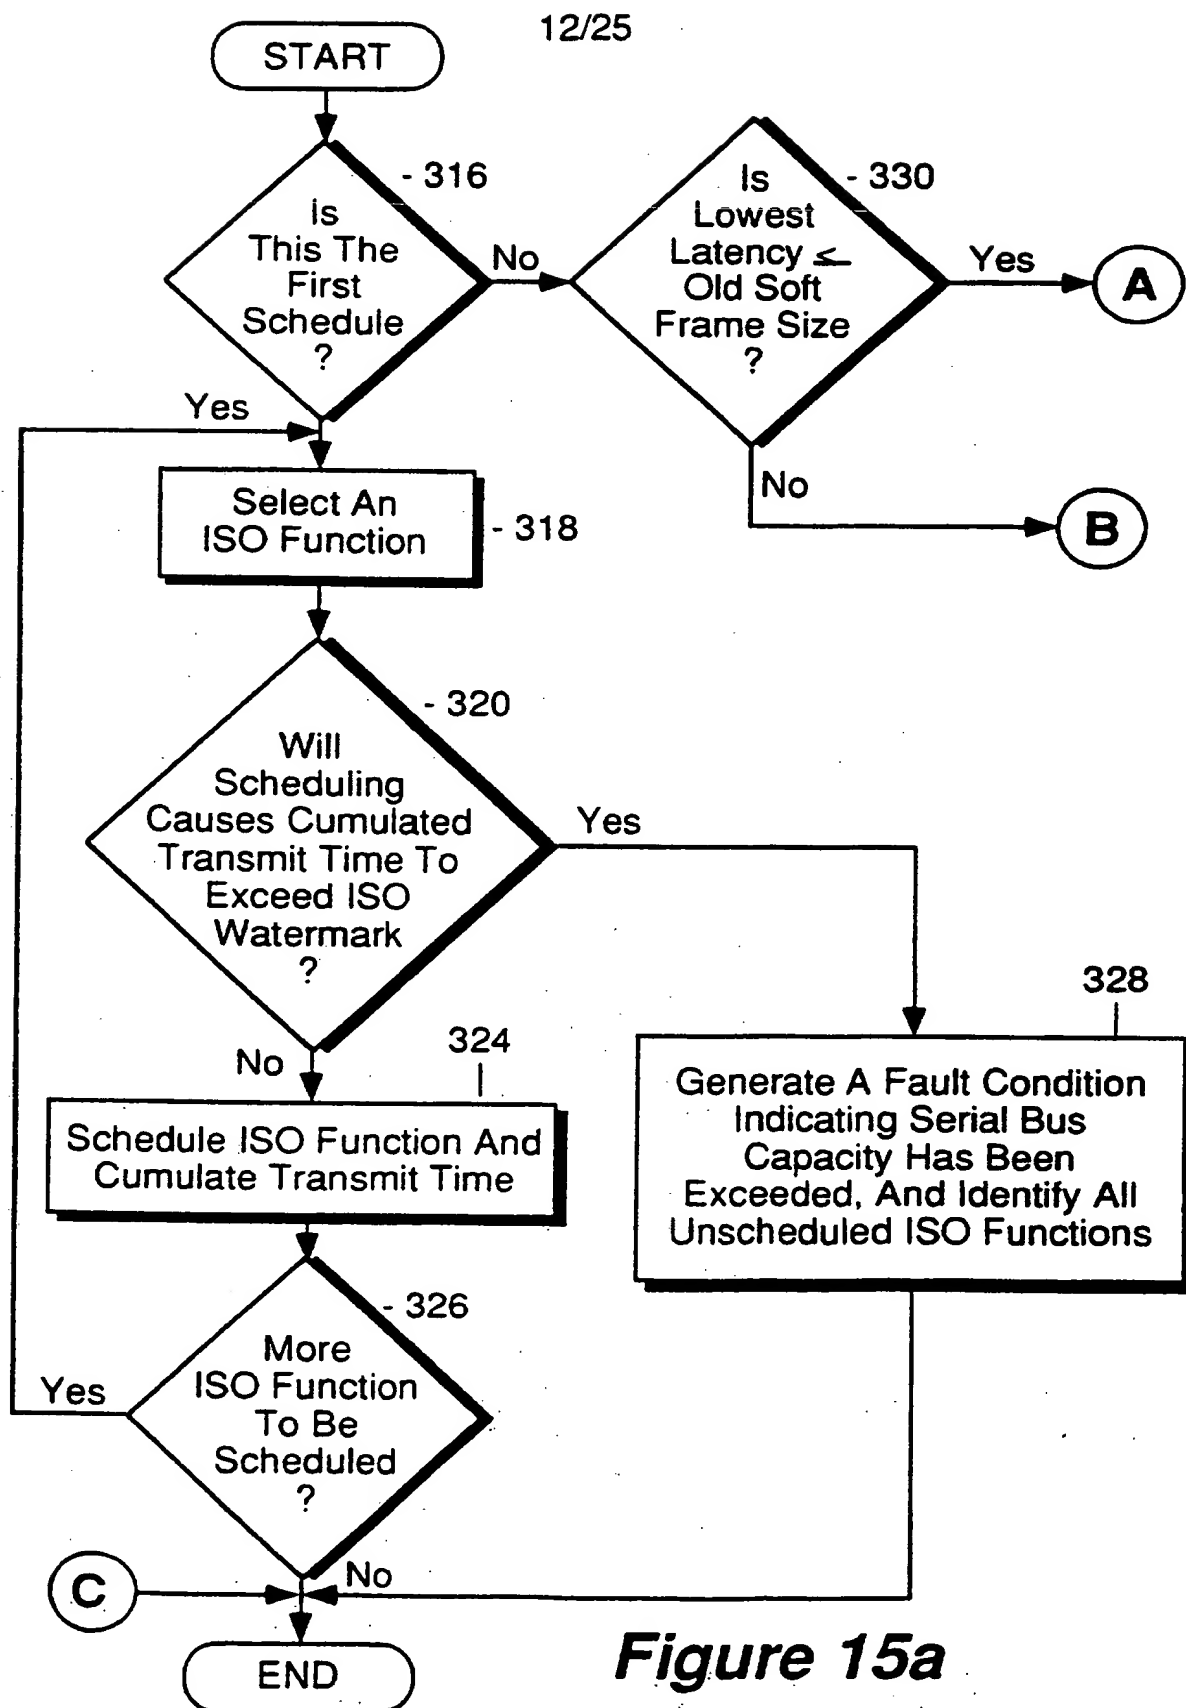 12/25
START
- 316
Is
This The
First
Schedule
?
No
- 330
Is
Lowest
Latency ≤
Old Soft
Frame Size
?
Yes
A
No
B
Yes
Select An
ISO Function
- 318
- 320
Will
Scheduling
Causes Cumulated
Transmit Time To
Exceed ISO
Watermark
?
Yes
No
324
Schedule ISO Function And
Cumulate Transmit Time
328
Generate A Fault Condition
Indicating Serial Bus
Capacity Has Been
Exceeded, And Identify All
Unscheduled ISO Functions
- 326
More
ISO Function
To Be
Scheduled
?
Yes
No
C
END
Figure 15a